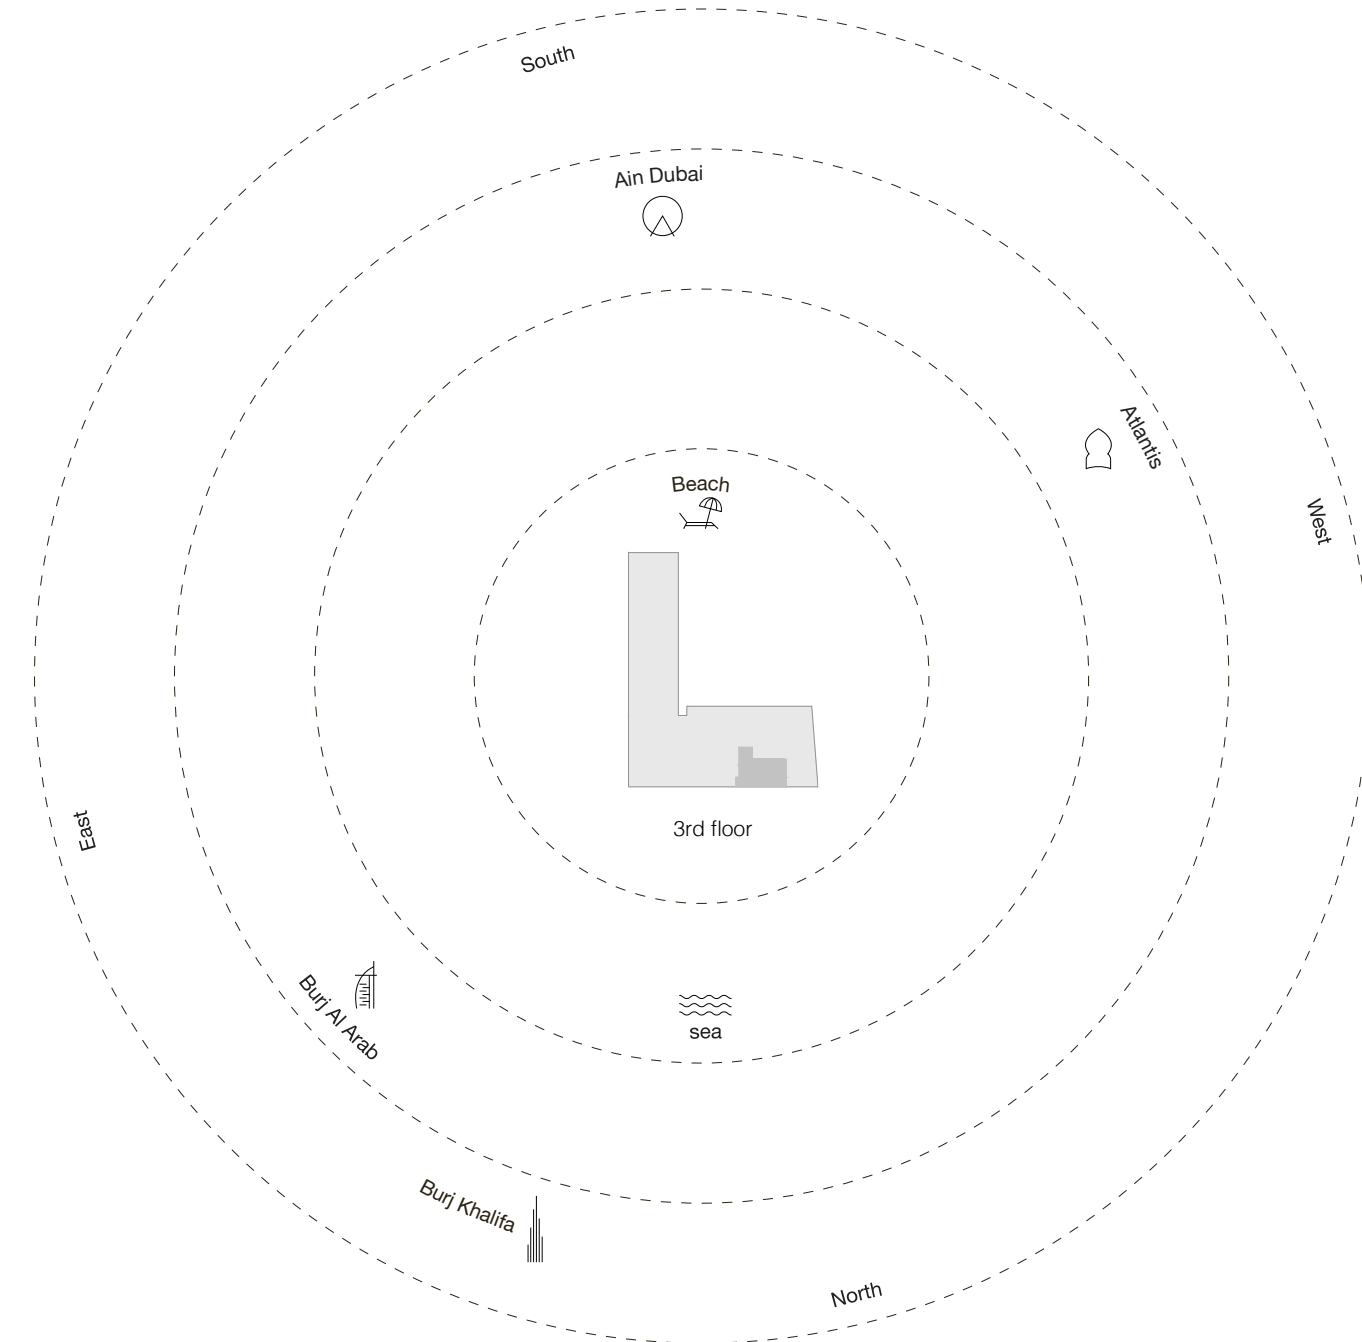 South
Ain Dubai
Atlantis
Beach
West
3rd floor
East
Burj Al Arab
sea
Burj Khalifa
North